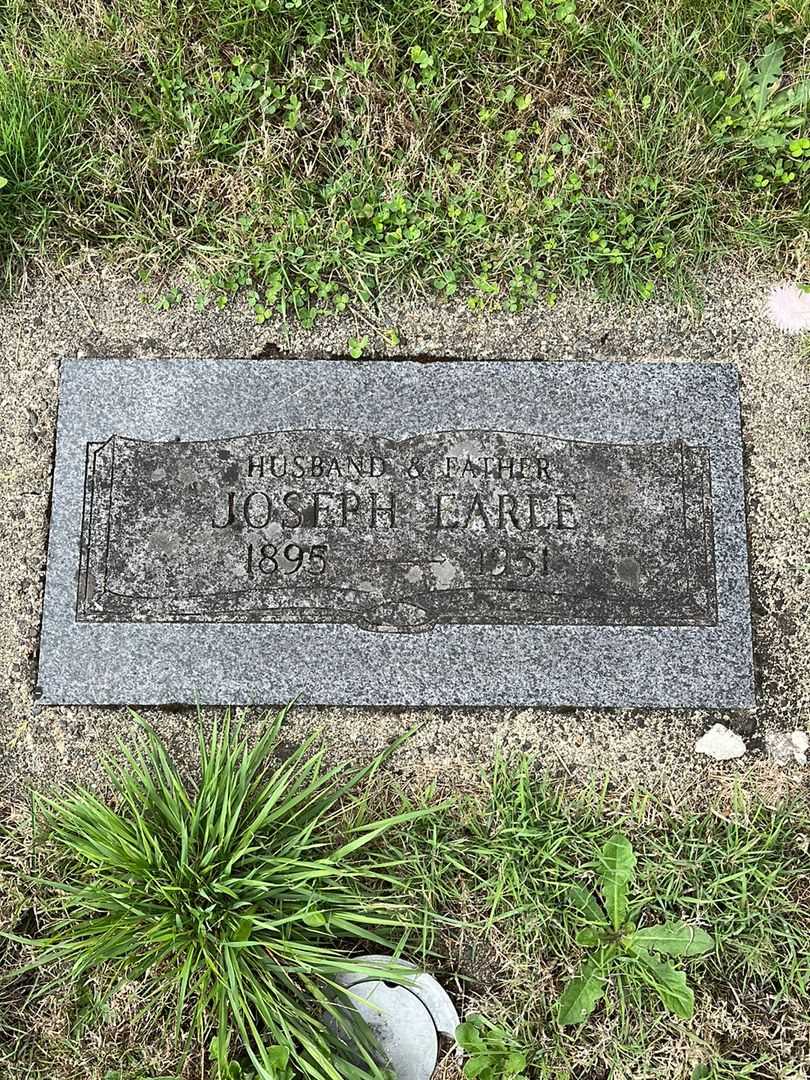 HUSBAND & FATHER
JOSEPH EARLE
1895 — 1951